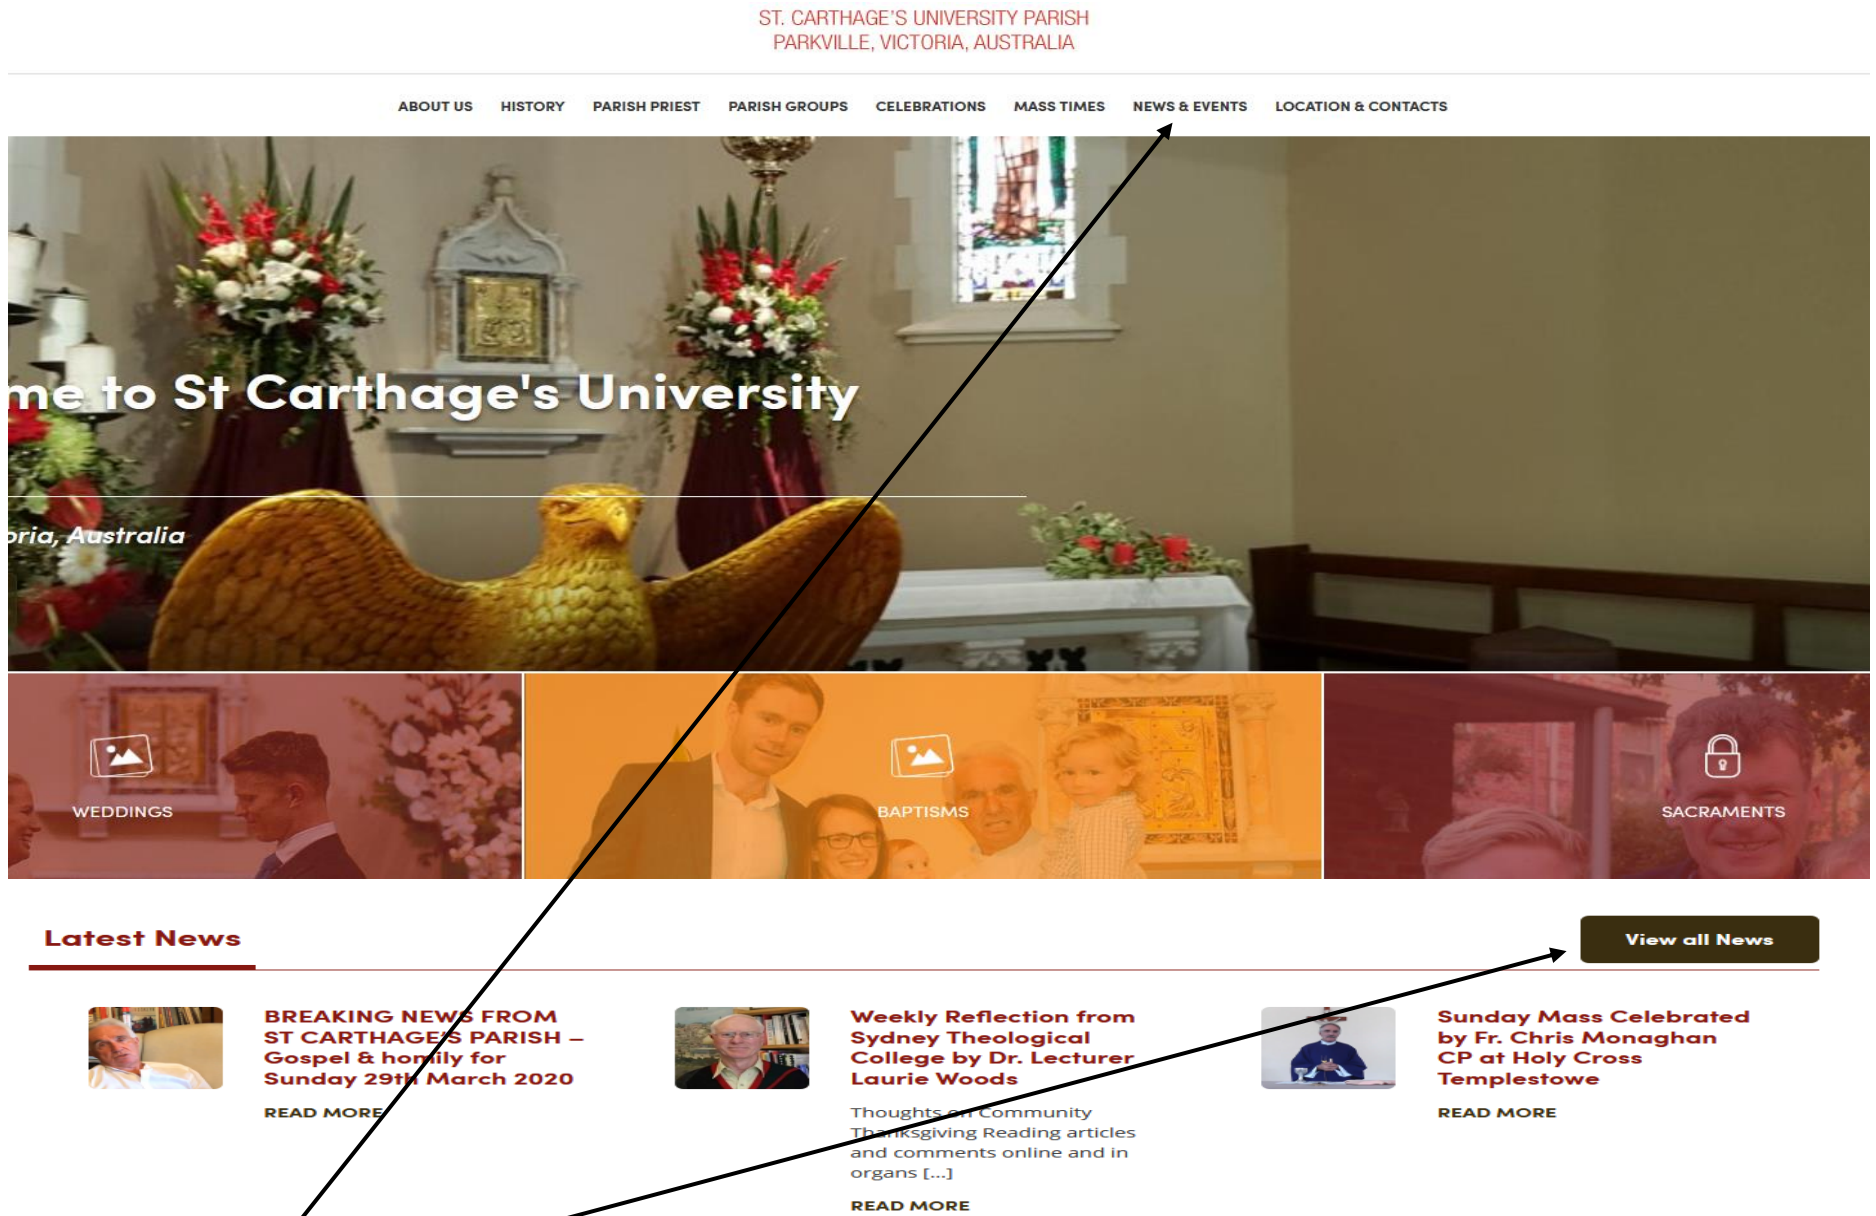 ST. CARTHAGE'S UNIVERSITY PARISH
PARKVILLE, VICTORIA, AUSTRALIA
ABOUT US HISTORY PARISH PRIEST PARISH GROUPS CELEBRATIONS MASS TIMES NEWS & EVENTS LOCATION & CONTACTS
me to St Carthage's University
oria, Australia
WEDDINGS
BAPTISMS
SACRAMENTS
Latest News
View all News
BREAKING NEWS FROM
ST CARTHAGE'S PARISH –
Gospel & homily for
Sunday 29th March 2020
READ MORE
Weekly Reflection from
Sydney Theological
College by Dr. Lecturer
Laurie Woods
Thoughts on Community
Thanksgiving Reading articles
and comments online and in
organs [...]
READ MORE
Sunday Mass Celebrated
by Fr. Chris Monaghan
CP at Holy Cross
Templestowe
READ MORE